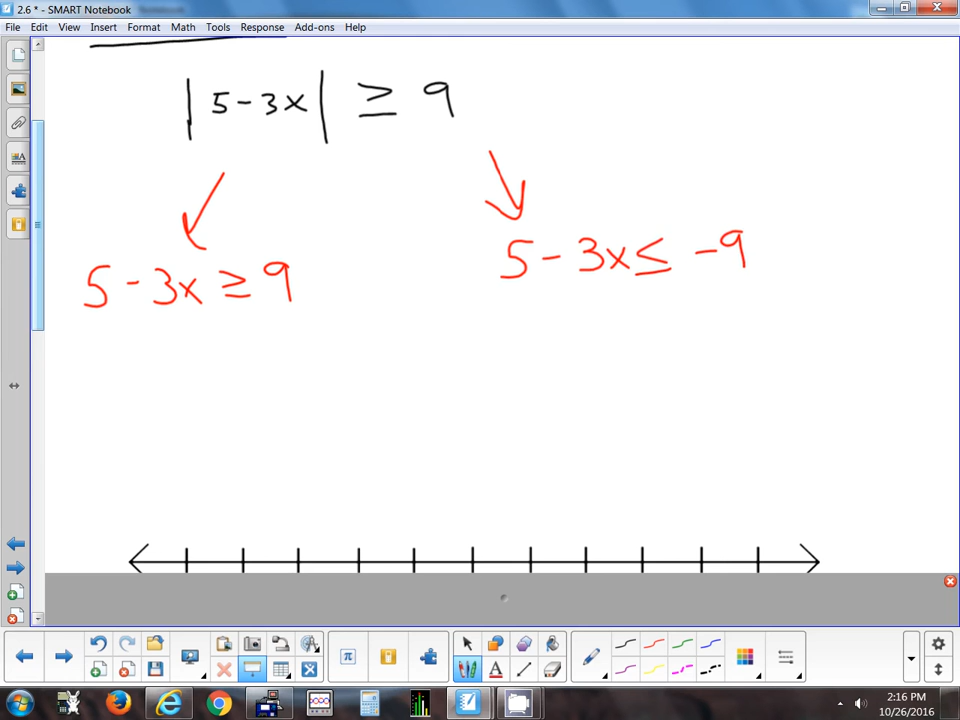 2.6 * - SMART Notebook
File Edit View Insert Format Math Tools Response Add-ons Help
|5-3x| ≥ 9
5-3x ≥ 9
5-3x ≤ -9
2:16 PM
10/26/2016